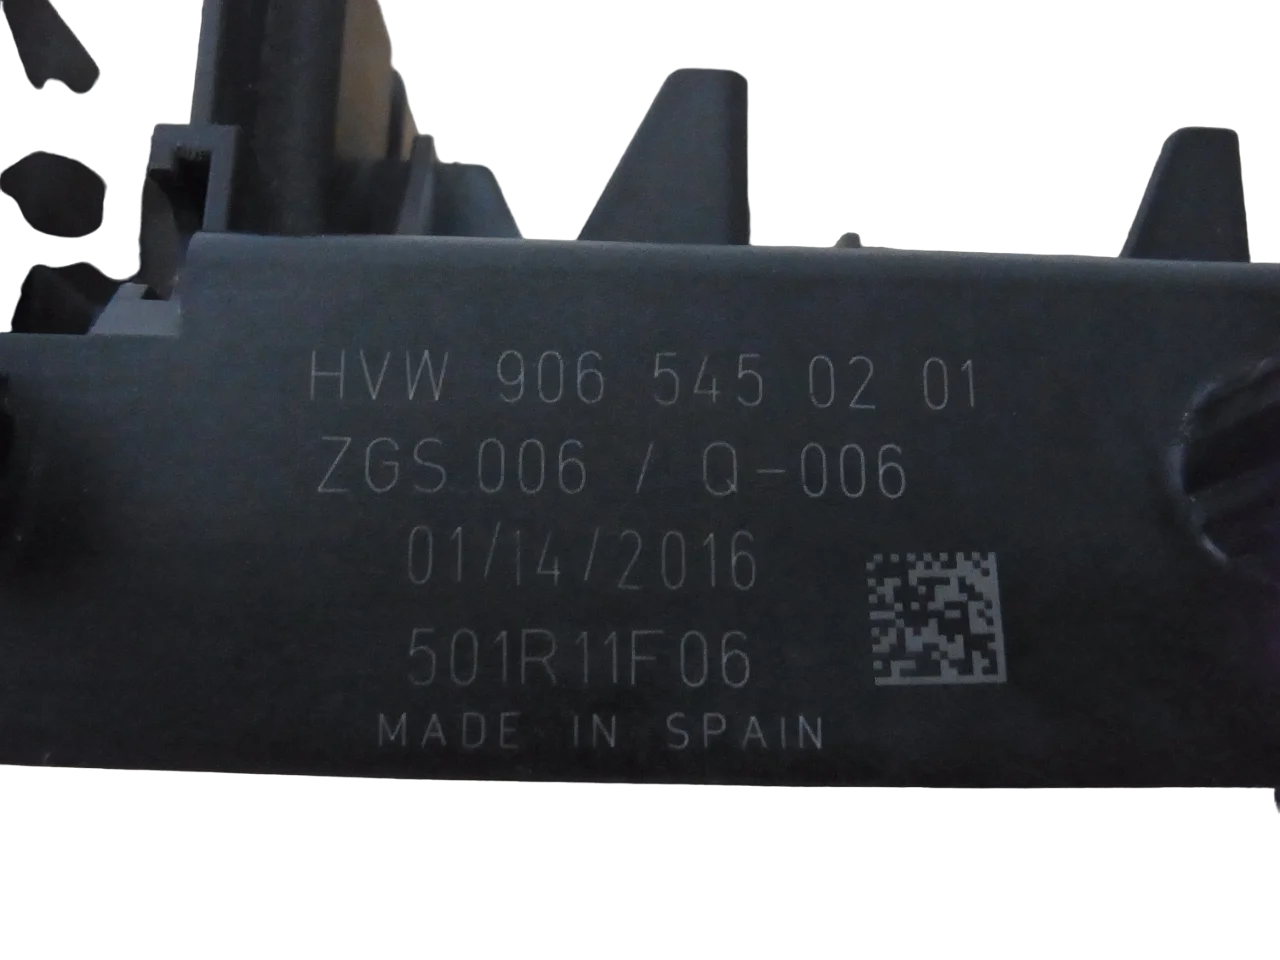 HVW 906 545 02 01
ZGS 006 / Q-006
01/14/2016
501R11F06
MADE IN SPAIN